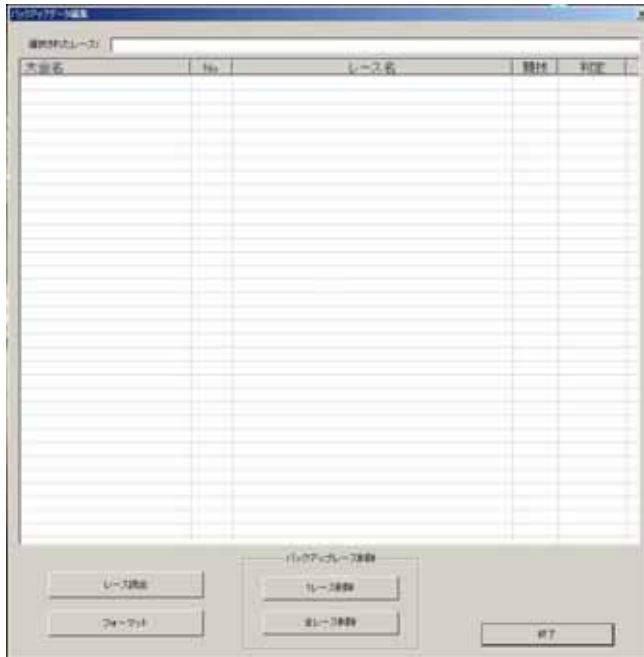 バックアップデータ編集
選択されたレース:
大会名 No レース名 競技 判定
バックアップレース削除
レース読出
1レース削除
フォーマット
全レース削除
終了